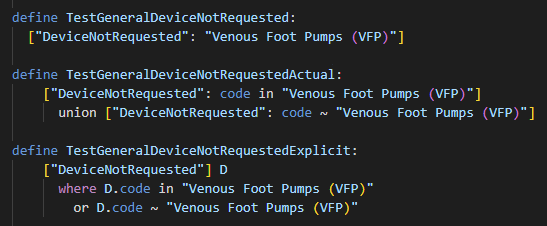 define TestGeneralDeviceNotRequested:
["DeviceNotRequested": "Venous Foot Pumps (VFP)"]
define TestGeneralDeviceNotRequestedActual:
["DeviceNotRequested": code in "Venous Foot Pumps (VFP)"]
union ["DeviceNotRequested": code ~ "Venous Foot Pumps (VFP)"]
define TestGeneralDeviceNotRequestedExplicit:
["DeviceNotRequested"] D
where D.code in "Venous Foot Pumps (VFP)"
or D.code ~ "Venous Foot Pumps (VFP)"